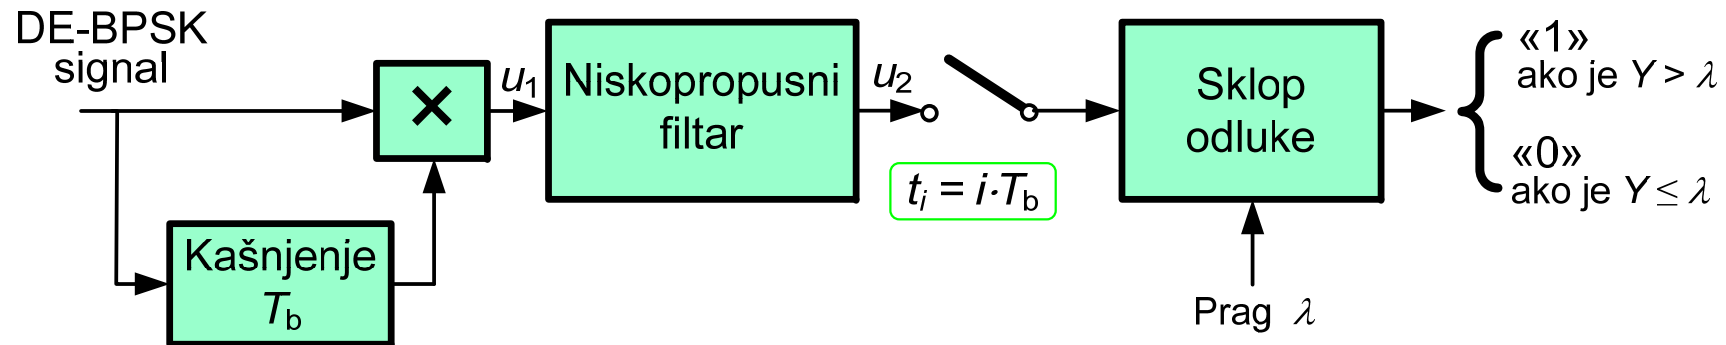 DE-BPSK
signal
×
u1
Niskopropusni
filtar
u2
ti = i·Tb
Sklop
odluke
«1»
ako je Y > λ
«0»
ako je Y ≤ λ
Kašnjenje
Tb
Prag λ